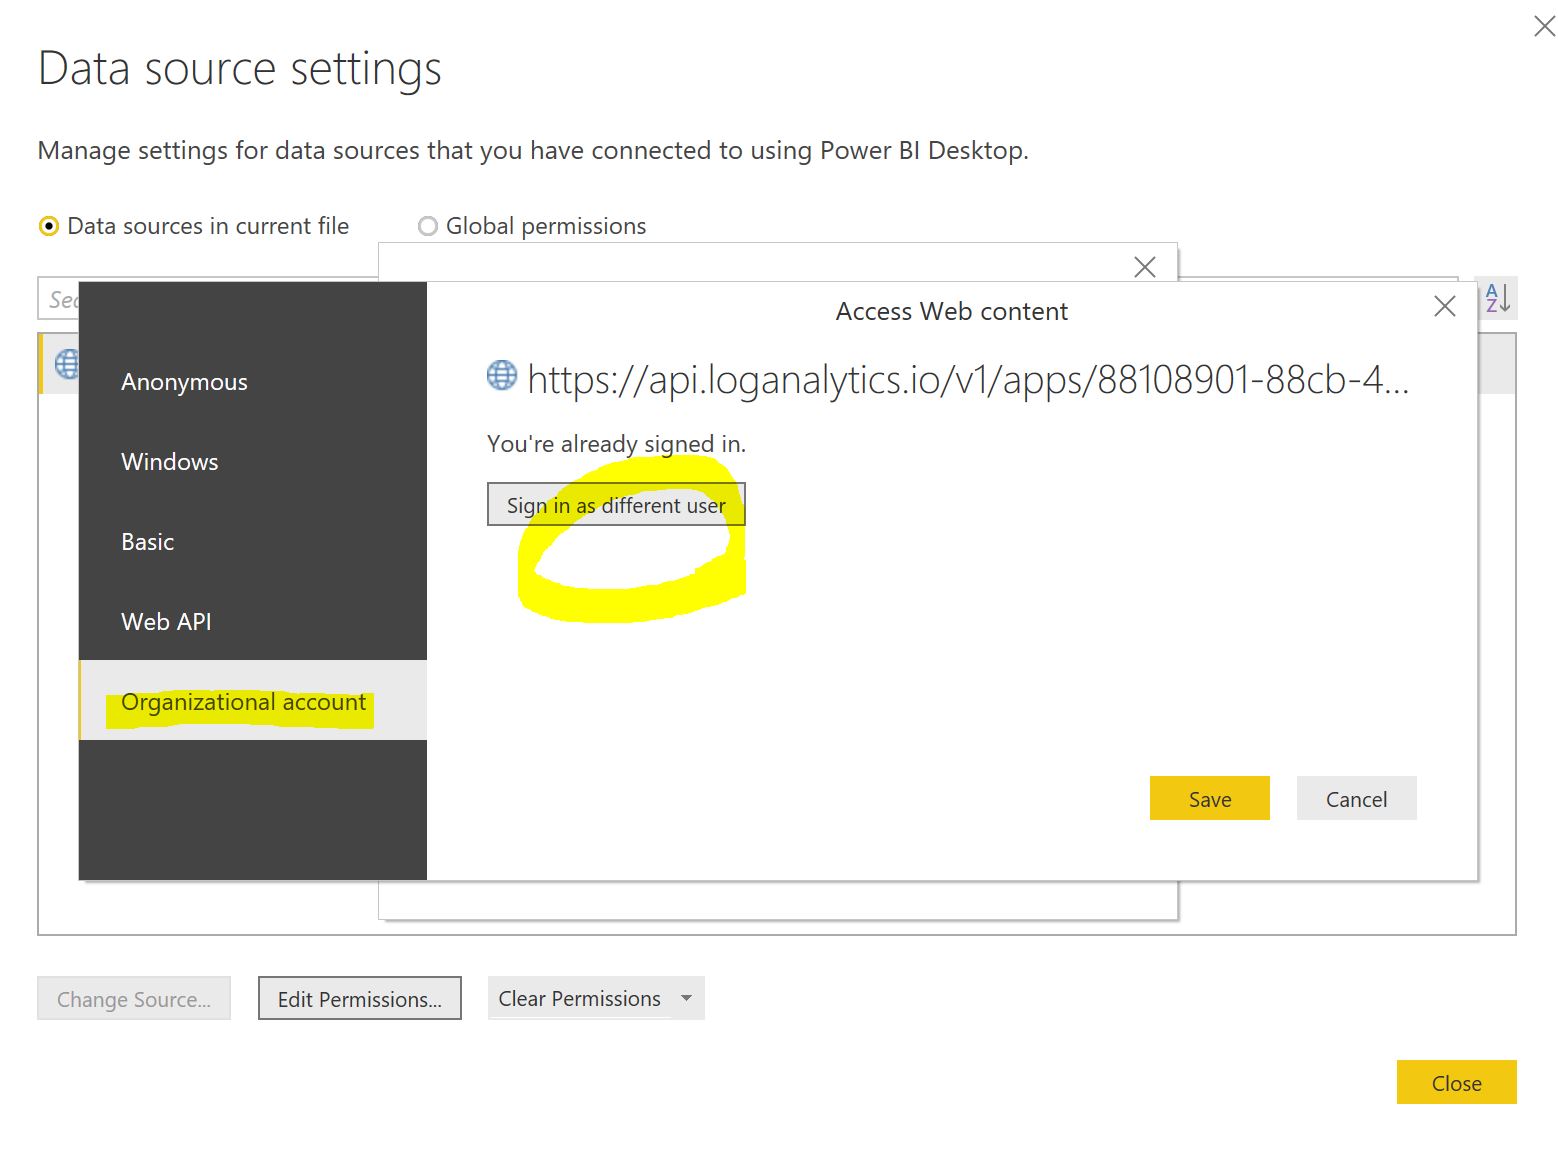 Data source settings
Manage settings for data sources that you have connected to using Power BI Desktop.
Data sources in current file
Global permissions
Access Web content
Anonymous
Windows
Basic
Web API
Organizational account
https://api.loganalytics.io/v1/apps/88108901-88cb-4...
You're already signed in.
Sign in as different user
Save
Cancel
Change Source...
Edit Permissions...
Clear Permissions
Close